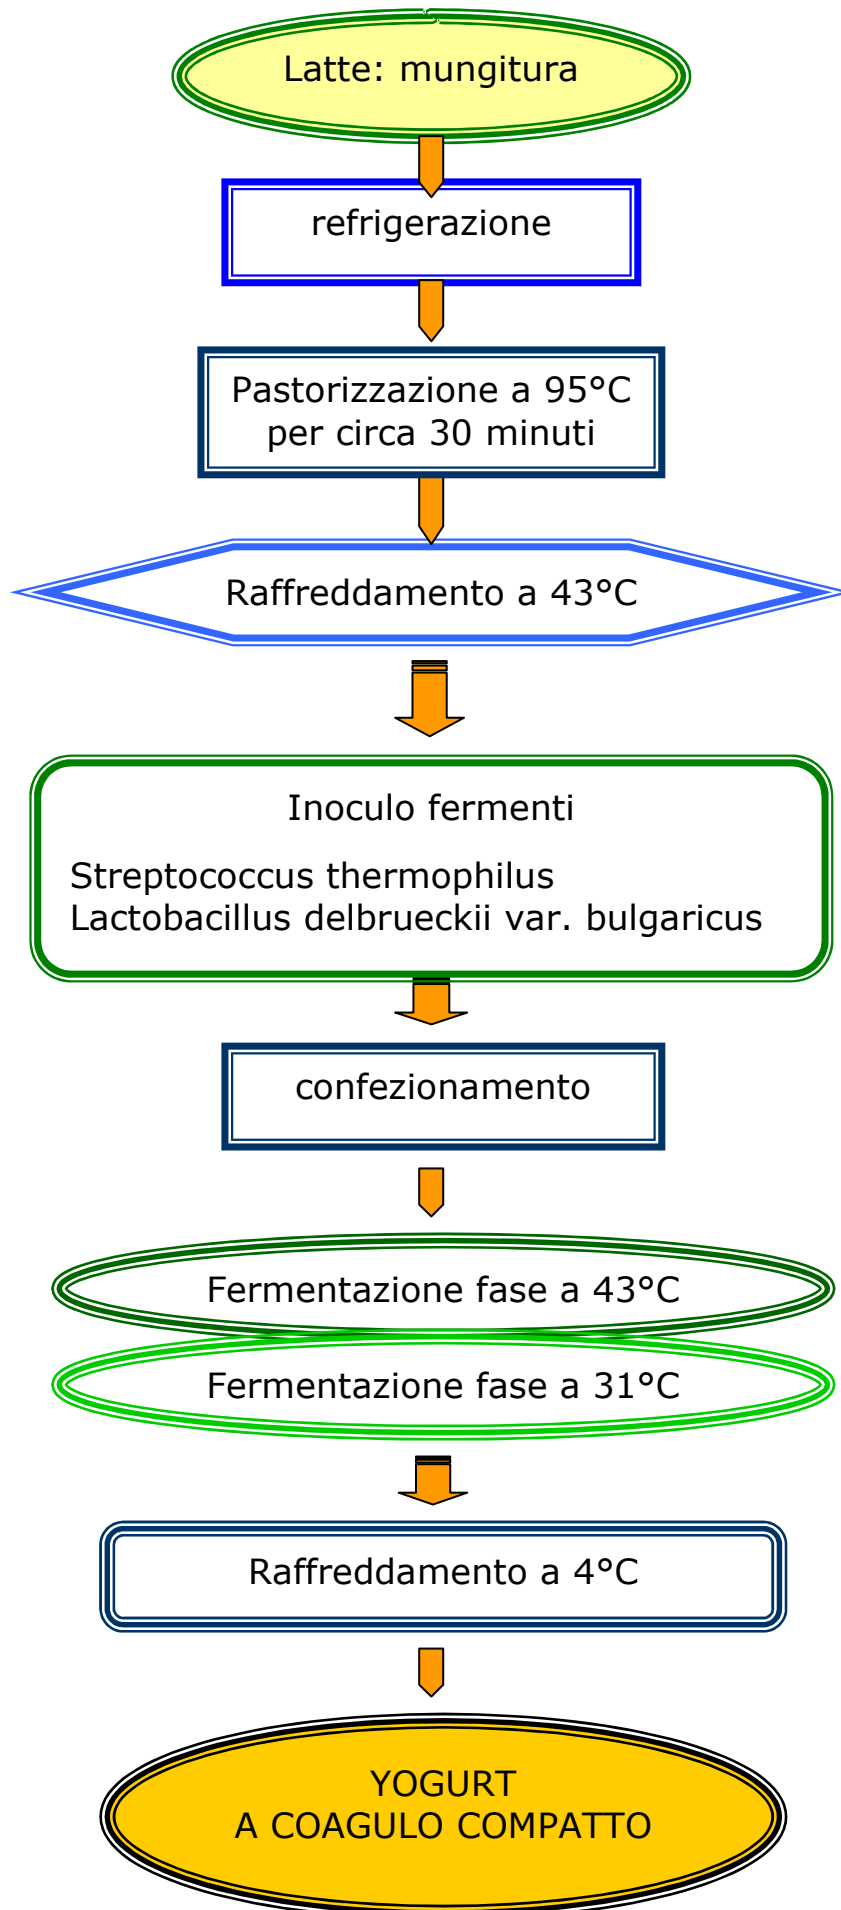 Latte: mungitura
refrigerazione
Pastorizzazione a 95°C
per circa 30 minuti
Raffreddamento a 43°C
Inoculo fermenti
Streptococcus thermophilus
Lactobacillus delbrueckii var. bulgaricus
confezionamento
Fermentazione fase a 43°C
Fermentazione fase a 31°C
Raffreddamento a 4°C
YOGURT
A COAGULO COMPATTO